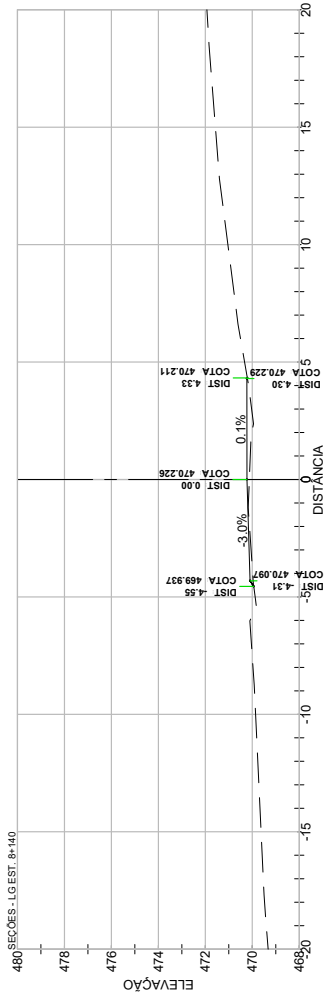 SEÇÕES - LG EST. 8+140
ELEVAÇÃO
480
478
476
474
472
470
468
-20
-15
-10
-5
0
5
10
15
20
DISTÂNCIA
DIST -4.55
COTA 469.937
DIST -4.31
COTA 470.097
-3.0%
DIST 0.00
COTA 470.226
0.1%
DIST 4.33
COTA 470.211
DIST 4.30
COTA 470.229